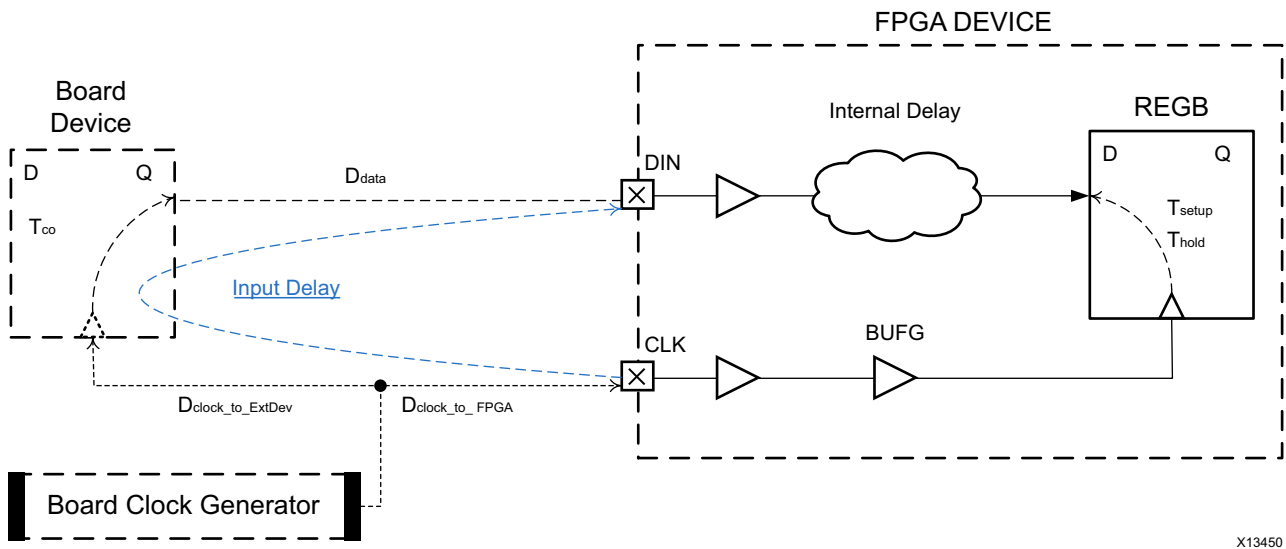 FPGA DEVICE
Board
Device
D Q
Tco
Ddata
DIN
Internal Delay
REGB
D Q
Tsetup
Thold
Input Delay
CLK
BUFG
Dclock_to_ExtDev
Dclock_to_ FPGA
Board Clock Generator
X13450